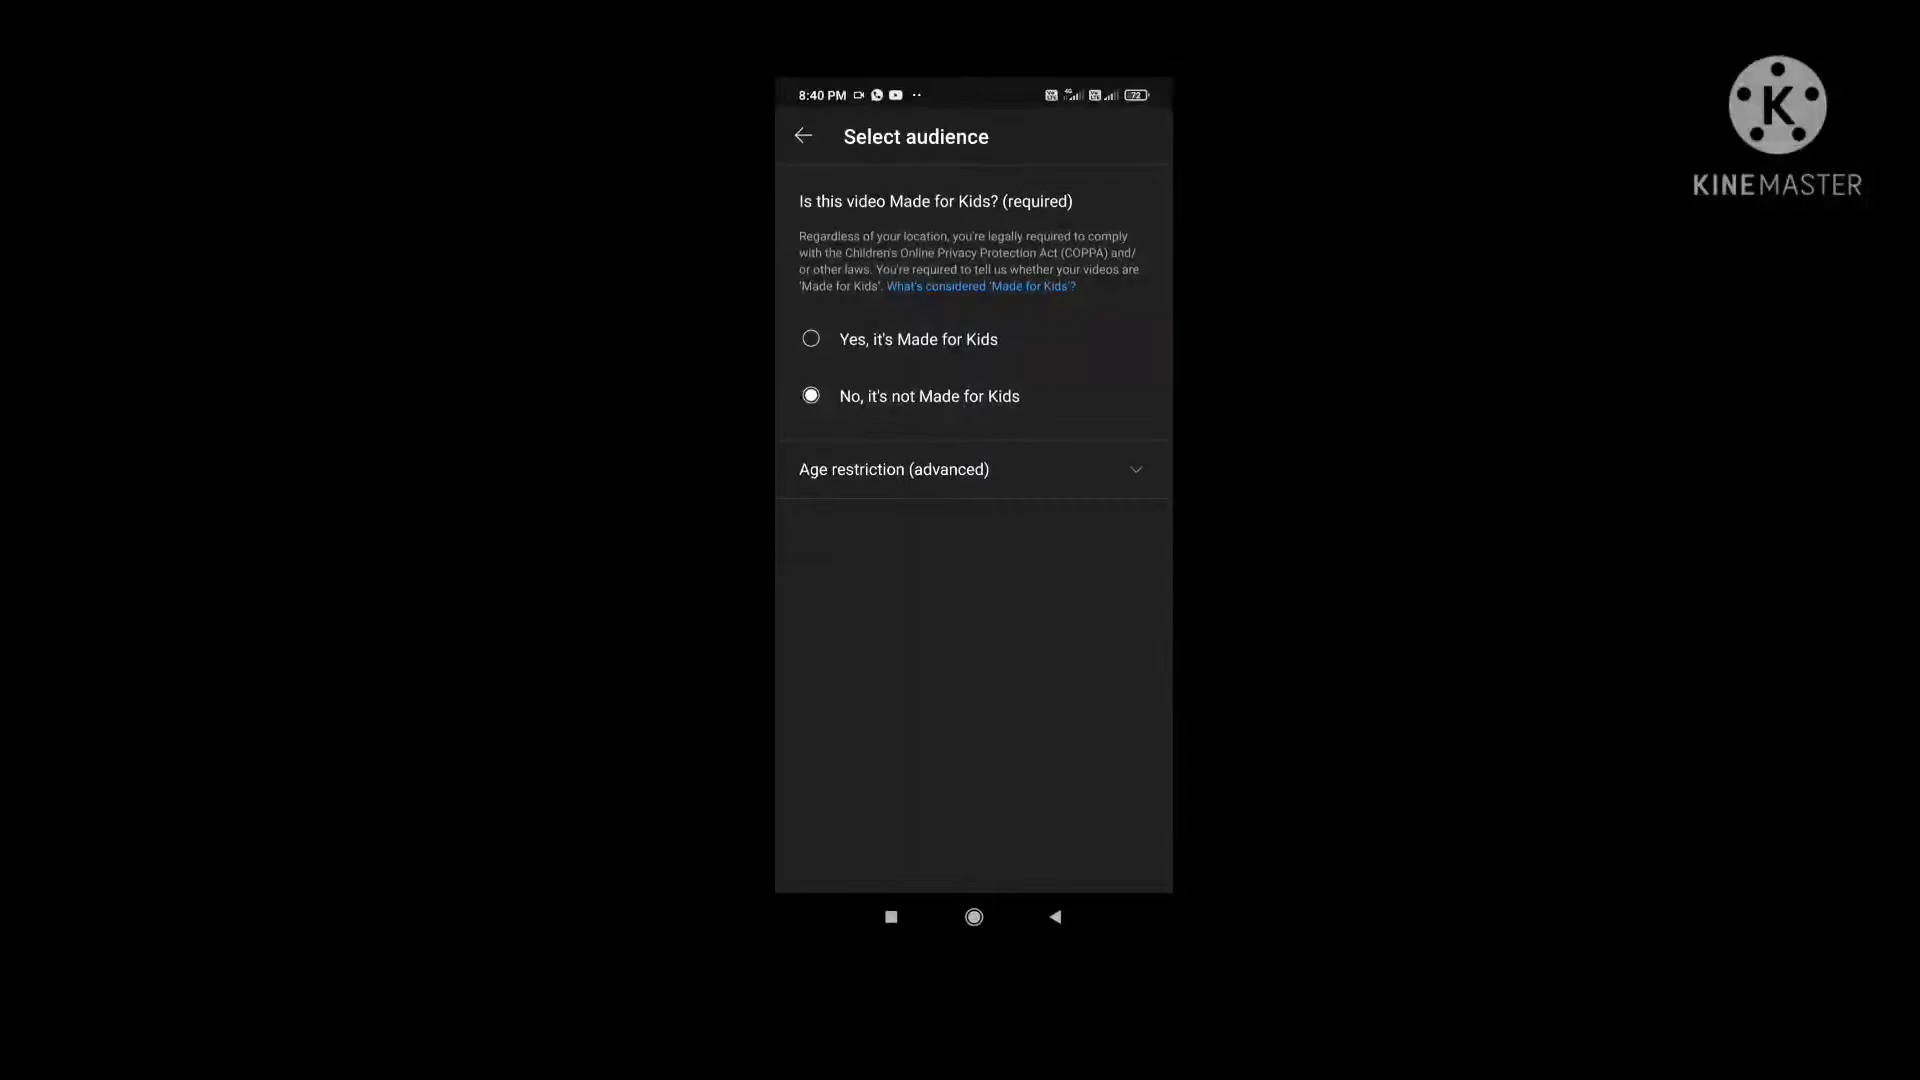 8:40 PM
72
Select audience
K
KINEMASTER
Is this video Made for Kids? (required)
Regardless of your location, you're legally required to comply
with the Children's Online Privacy Protection Act (COPPA) and/
or other laws. You're required to tell us whether your videos are
'Made for Kids'. What's considered 'Made for Kids'?
Yes, it's Made for Kids
No, it's not Made for Kids
Age restriction (advanced)